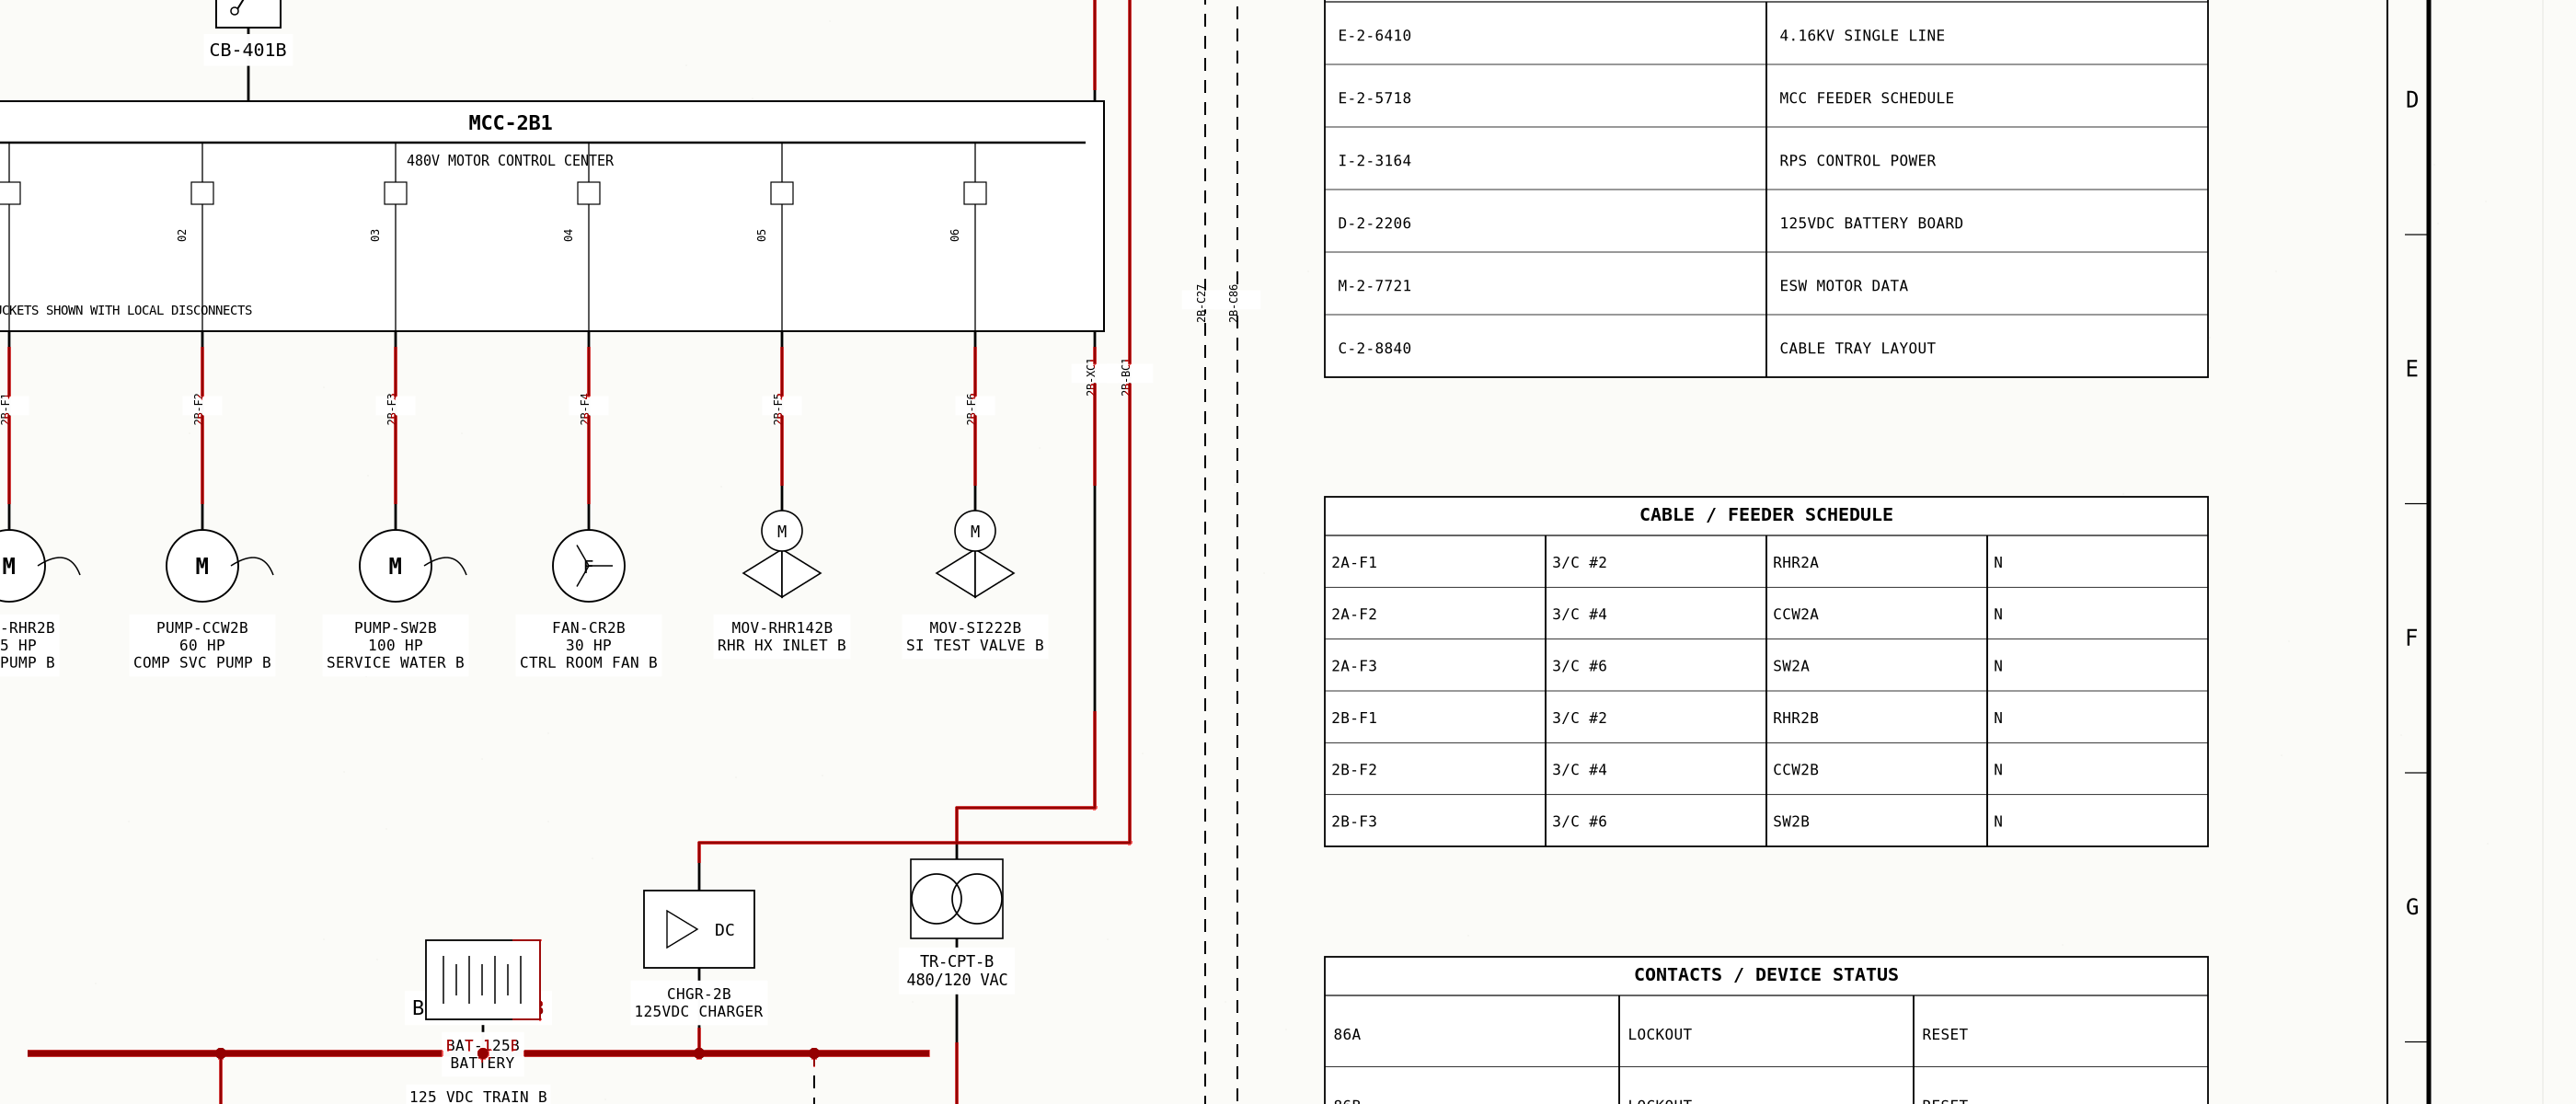 CB-401B
MCC-2B1
480V MOTOR CONTROL CENTER
02
03
04
05
06
SHOWN WITH LOCAL DISCONNECTS
2B-F1
2B-F2
2B-F3
2B-F4
2B-F5
2B-F6
2B-XC1
2B-BC1
2B-C27
2B-C86
M
M
M
F
M
M
-RHR2B
5 HP
PUMP B
PUMP-CCW2B
60 HP
COMP SVC PUMP B
PUMP-SW2B
100 HP
SERVICE WATER B
FAN-CR2B
30 HP
CTRL ROOM FAN B
MOV-RHR142B
RHR HX INLET B
MOV-SI222B
SI TEST VALVE B
DC
CHGR-2B
125VDC CHARGER
TR-CPT-B
480/120 VAC
BAT-125B
BATTERY
125 VDC TRAIN B
E-2-6410 4.16KV SINGLE LINE
E-2-5718 MCC FEEDER SCHEDULE
I-2-3164 RPS CONTROL POWER
D-2-2206 125VDC BATTERY BOARD
M-2-7721 ESW MOTOR DATA
C-2-8840 CABLE TRAY LAYOUT
CABLE / FEEDER SCHEDULE
2A-F1 3/C #2 RHR2A N
2A-F2 3/C #4 CCW2A N
2A-F3 3/C #6 SW2A N
2B-F1 3/C #2 RHR2B N
2B-F2 3/C #4 CCW2B N
2B-F3 3/C #6 SW2B N
CONTACTS / DEVICE STATUS
86A LOCKOUT RESET
D
E
F
G